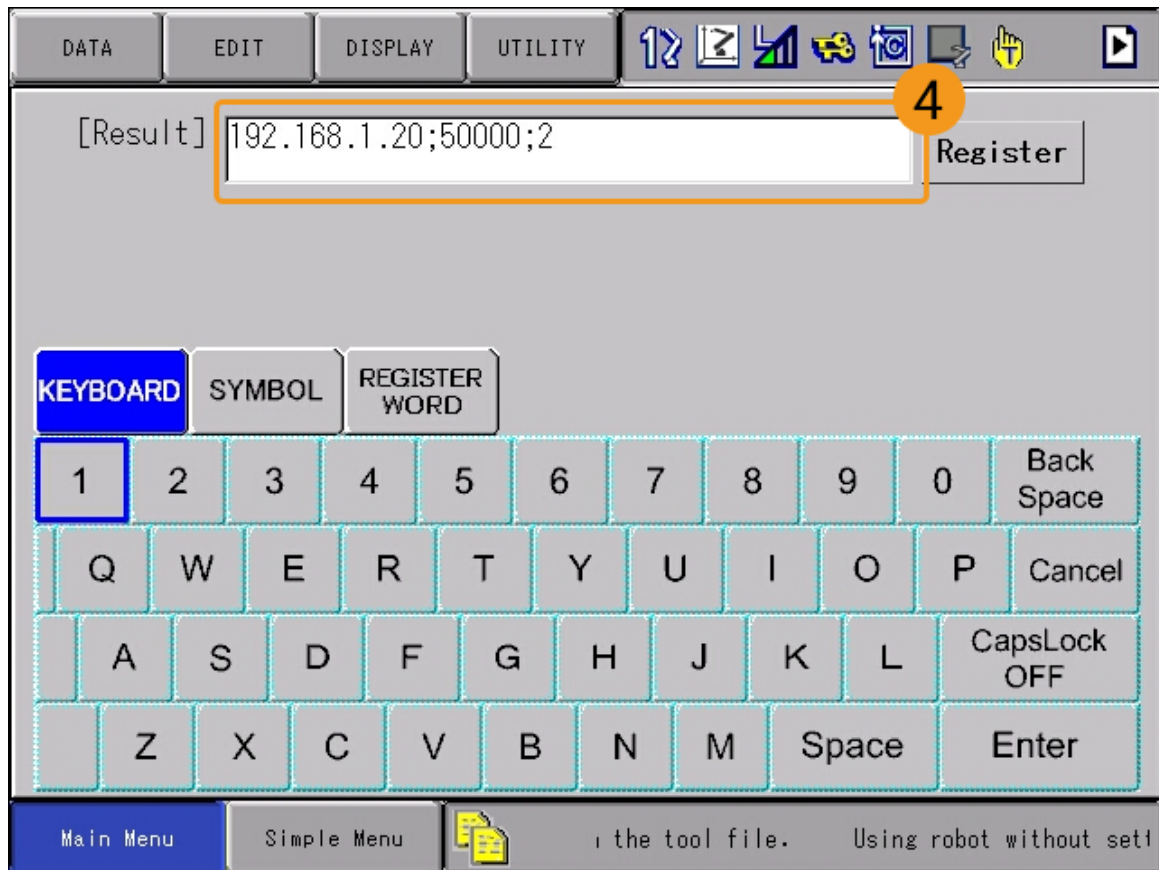 DATA EDIT DISPLAY UTILITY
4
[Result] 192.168.1.20;50000;2 Register
KEYBOARD SYMBOL REGISTER WORD
1 2 3 4 5 6 7 8 9 0 Back Space
Q W E R T Y U I O P Cancel
A S D F G H J K L CapsLock OFF
Z X C V B N M Space Enter
Main Menu Simple Menu the tool file. Using robot without